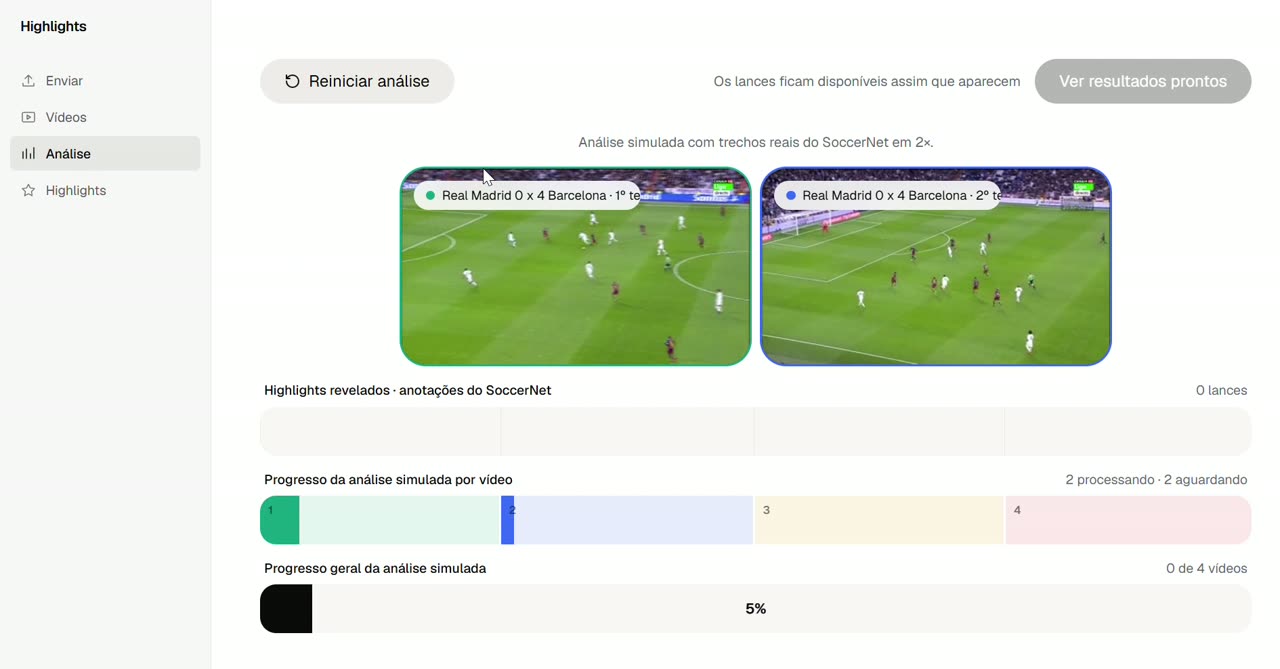 Highlights
Enviar
Vídeos
Análise
Highlights
Reiniciar análise
Os lances ficam disponíveis assim que aparecem
Ver resultados prontos
Análise simulada com trechos reais do SoccerNet em 2×.
Real Madrid 0 x 4 Barcelona · 1º te
Real Madrid 0 x 4 Barcelona · 2º te
Highlights revelados · anotações do SoccerNet
0 lances
Progresso da análise simulada por vídeo
2 processando · 2 aguardando
1
2
3
4
Progresso geral da análise simulada
0 de 4 vídeos
5%